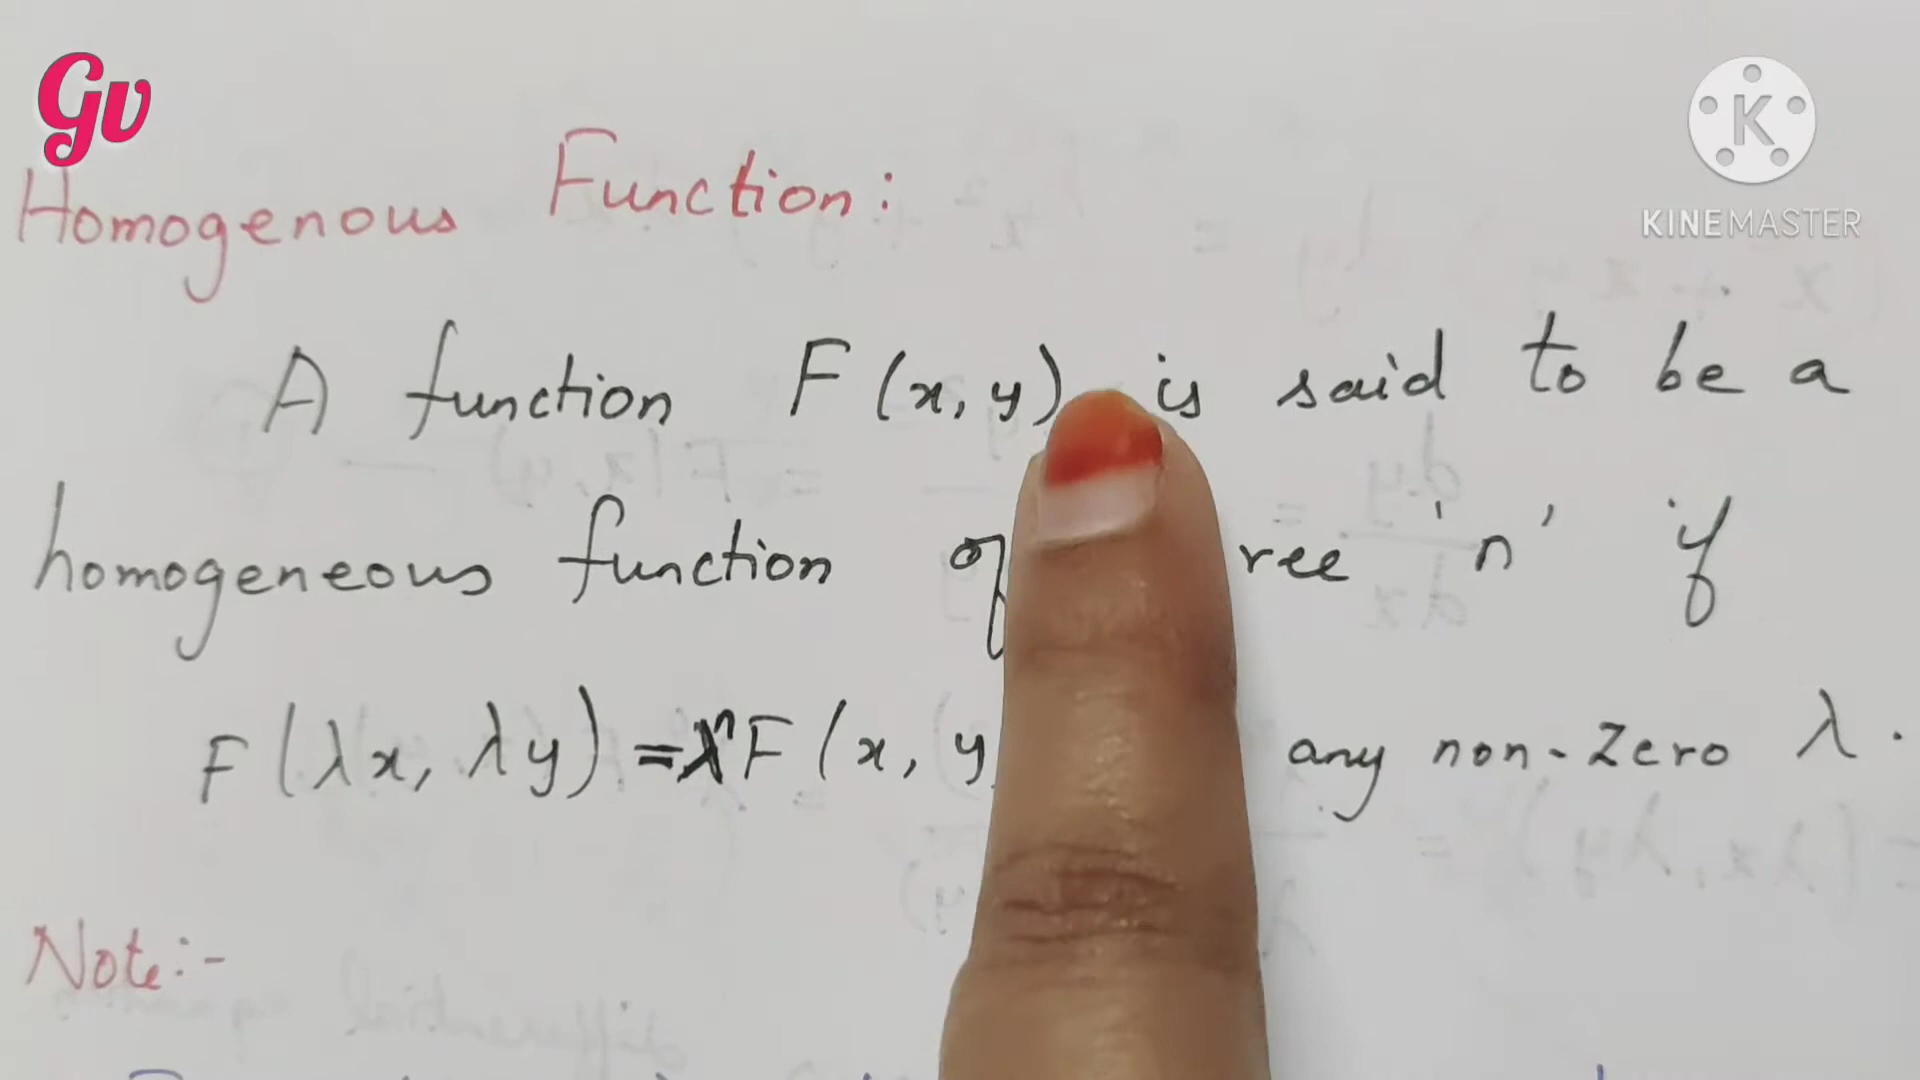 Gv
KINEMASTER
Homogenous Function:
A function F(x, y) is said to be a
homogeneous function of ree 'n' if
F(λx, λy) = λⁿF(x, y any non-zero λ.
Note:-